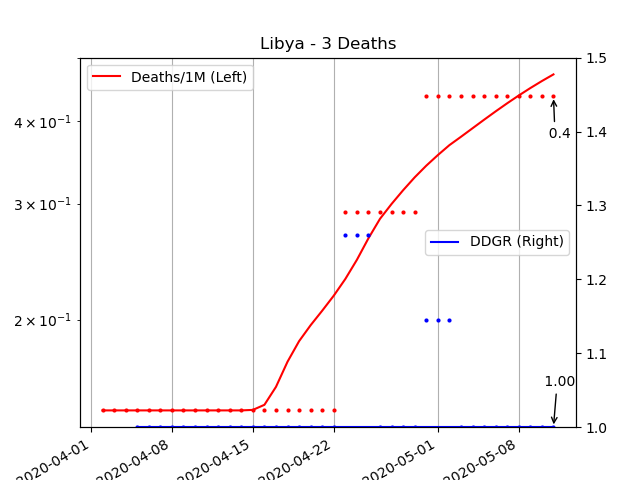 Libya - 3 Deaths
Deaths/1M (Left)
DDGR (Right)
0.4
1.00
4 × 10⁻¹
3 × 10⁻¹
2 × 10⁻¹
1.5
1.4
1.3
1.2
1.1
1.0
2020-04-01
2020-04-08
2020-04-15
2020-04-22
2020-05-01
2020-05-08